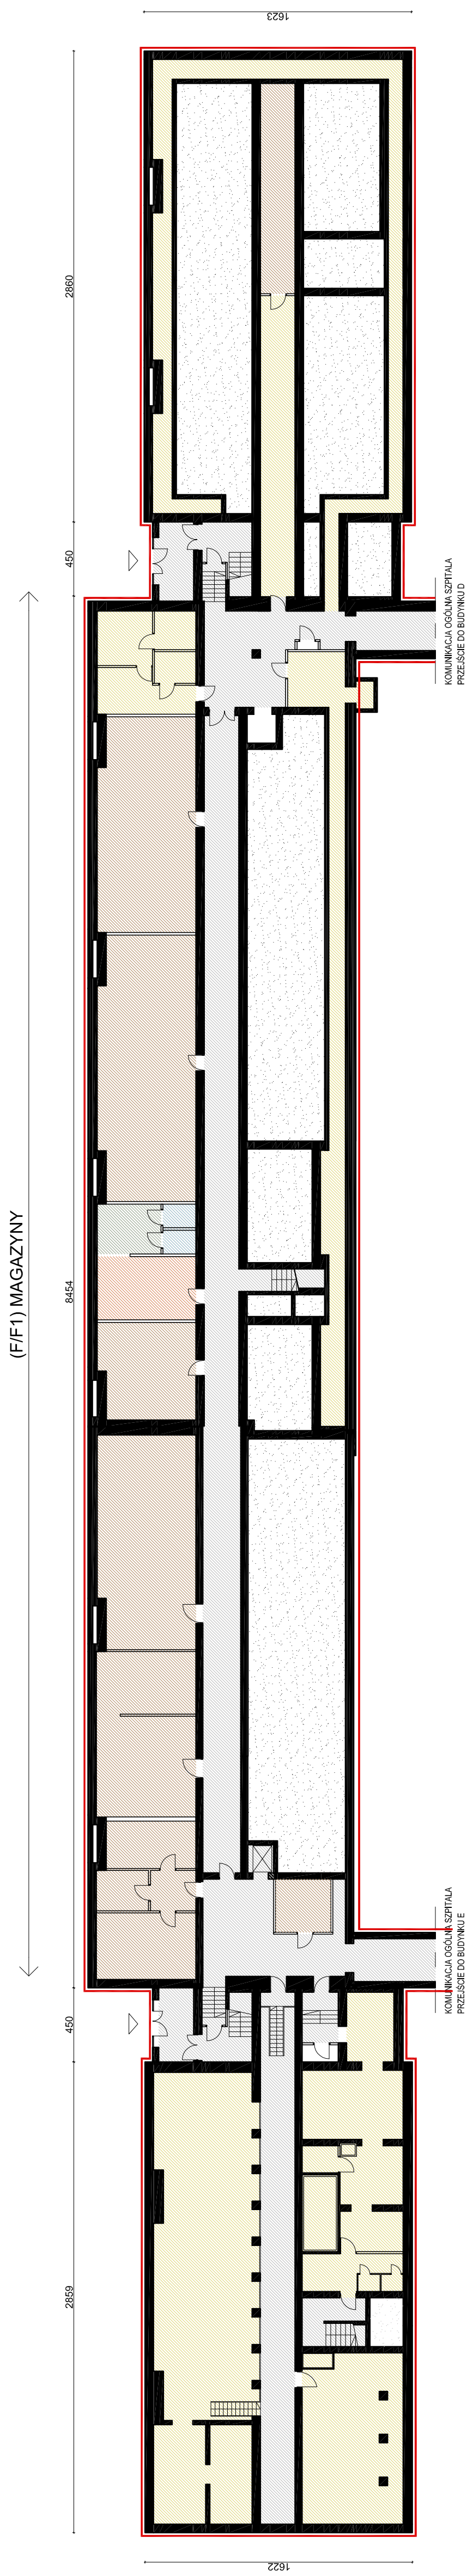 1623
2860
450
KOMUNIKACJA OGÓLNA SZPITALA
PRZEJŚCIE DO BUDYNKU D
(F/F1) MAGAZYNY
8454
KOMUNIKACJA OGÓLNA SZPITALA
PRZEJŚCIE DO BUDYNKU E
450
2859
1622